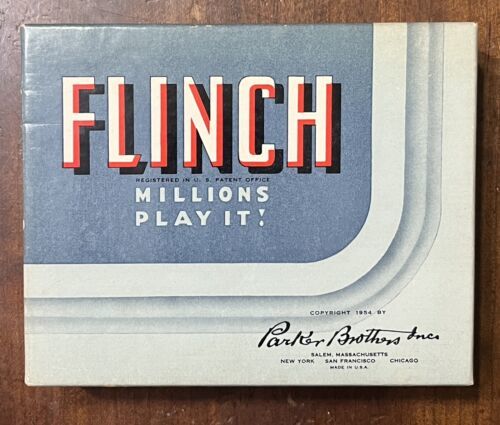 FLINCH
REGISTERED IN U. S. PATENT OFFICE
MILLIONS
PLAY IT!
COPYRIGHT 1954 BY
Parker Brothers Inc.
SALEM, MASSACHUSETTS
NEW YORK SAN FRANCISCO CHICAGO
MADE IN U.S.A.